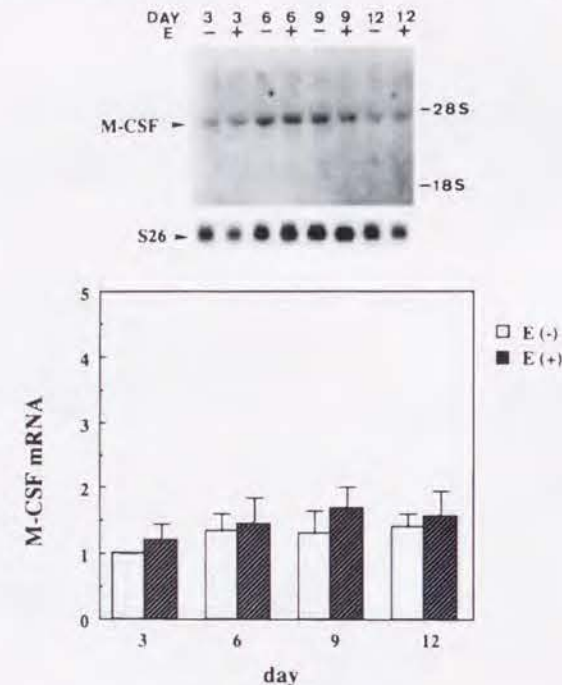 DAY 3 3 6 6 9 9 12 12
E − + − + − + − +
M-CSF ►
-28S
-18S
S26 ►
5
4
3
2
1
0
M-CSF mRNA
E (-)
E (+)
3 6 9 12
day